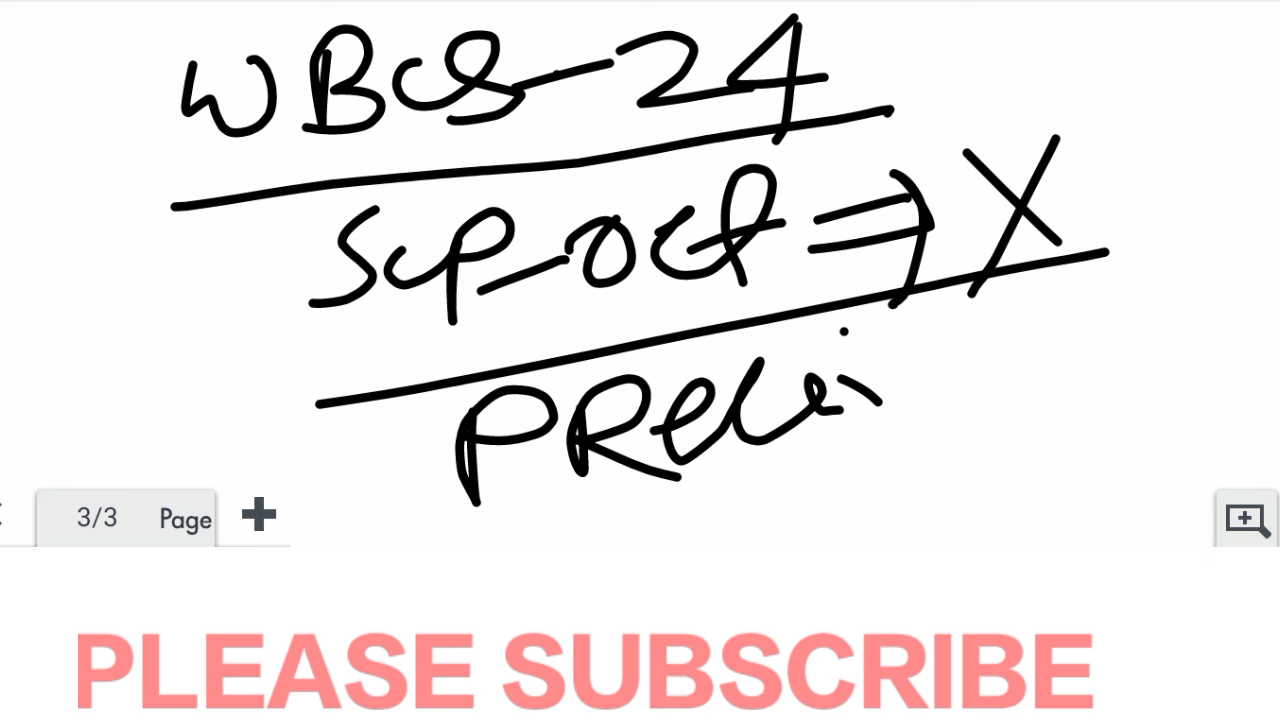 WBCS-24
Sep-Oct ⇒ X
PReli
3/3 Page +
PLEASE SUBSCRIBE